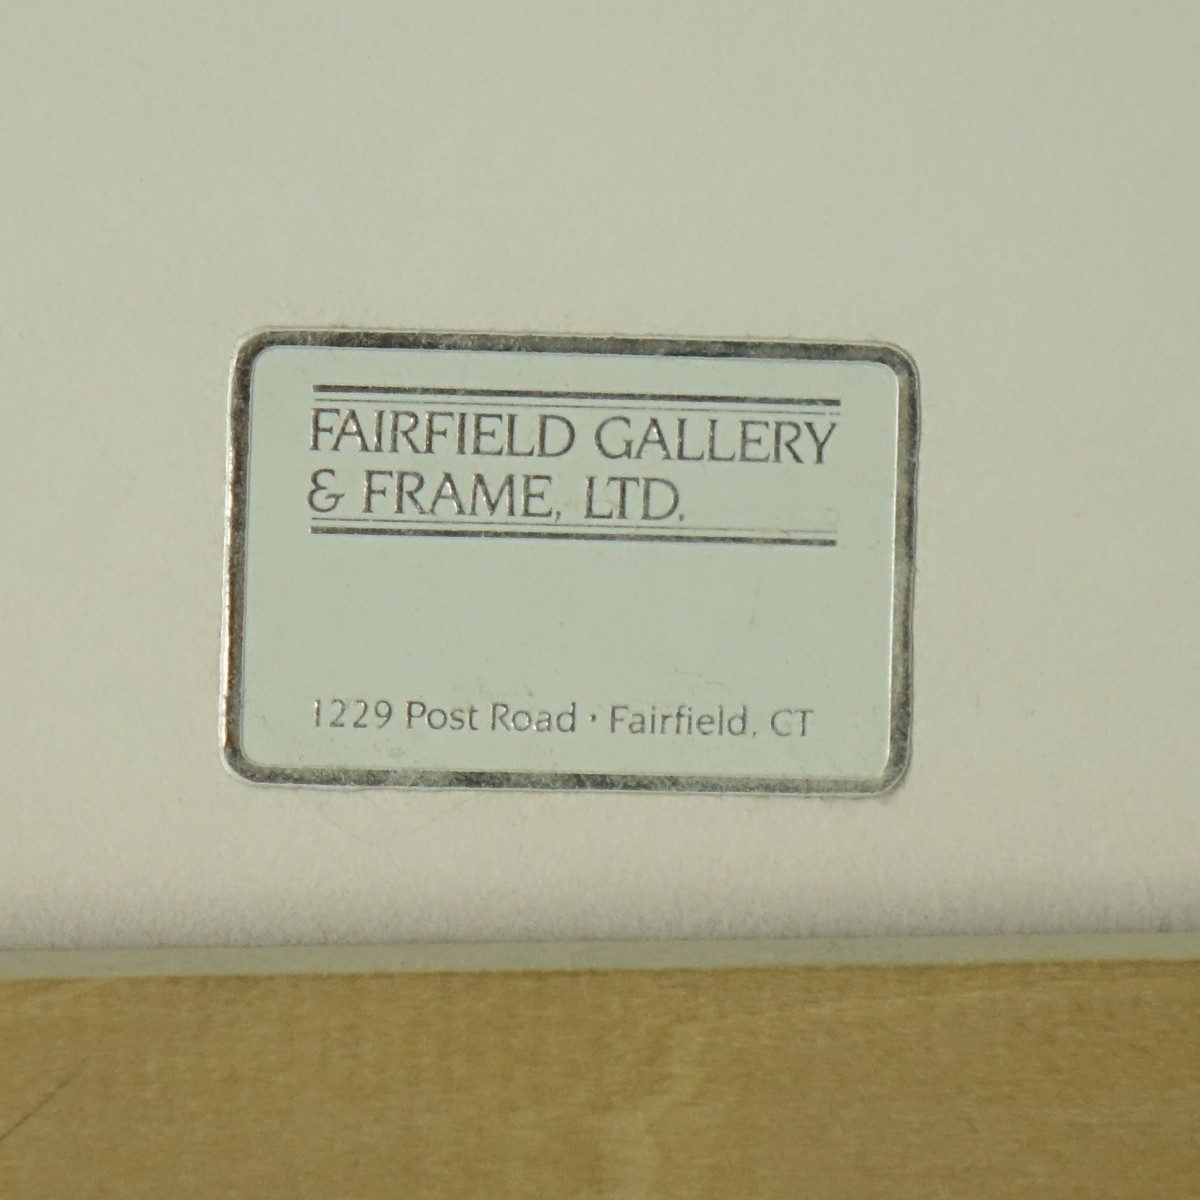 FAIRFIELD GALLERY
& FRAME, LTD.
1229 Post Road · Fairfield, CT